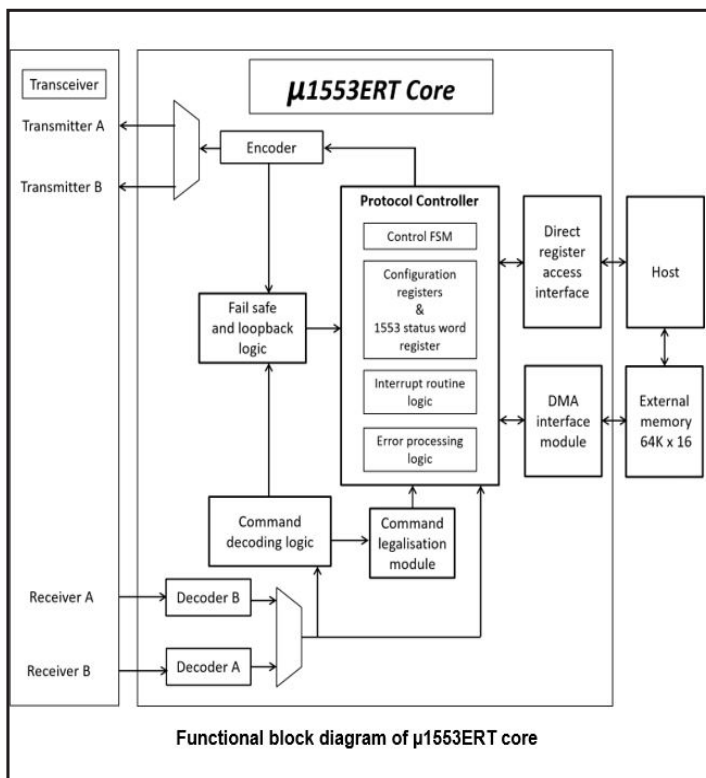 Transceiver
Transmitter A
Transmitter B
Receiver A
Receiver B
µ1553ERT Core
Encoder
Fail safe
and loopback
logic
Command
decoding logic
Command
legalisation
module
Decoder B
Decoder A
Protocol Controller
Control FSM
Configuration
registers
&
1553 status word
register
Interrupt routine
logic
Error processing
logic
Direct
register
access
interface
DMA
interface
module
Host
External
memory
64K x 16
Functional block diagram of µ1553ERT core